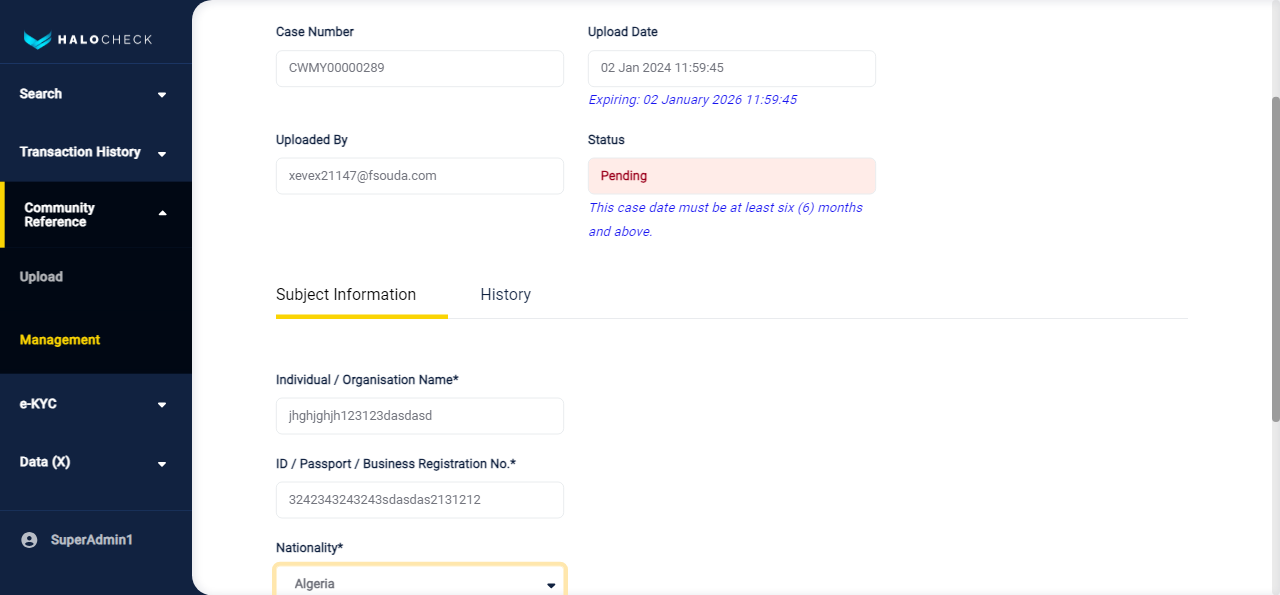 HALOCHECK
Search
Transaction History
Community
Reference
Upload
Management
e-KYC
Data (X)
SuperAdmin1
Case Number
CWMY00000289
Upload Date
02 Jan 2024 11:59:45
Expiring: 02 January 2026 11:59:45
Uploaded By
xevex21147@fsouda.com
Status
Pending
This case date must be at least six (6) months
and above.
Subject Information
History
Individual / Organisation Name*
jhghjghjh123123dasdasd
ID / Passport / Business Registration No.*
3242343243243sdasdas2131212
Nationality*
Algeria